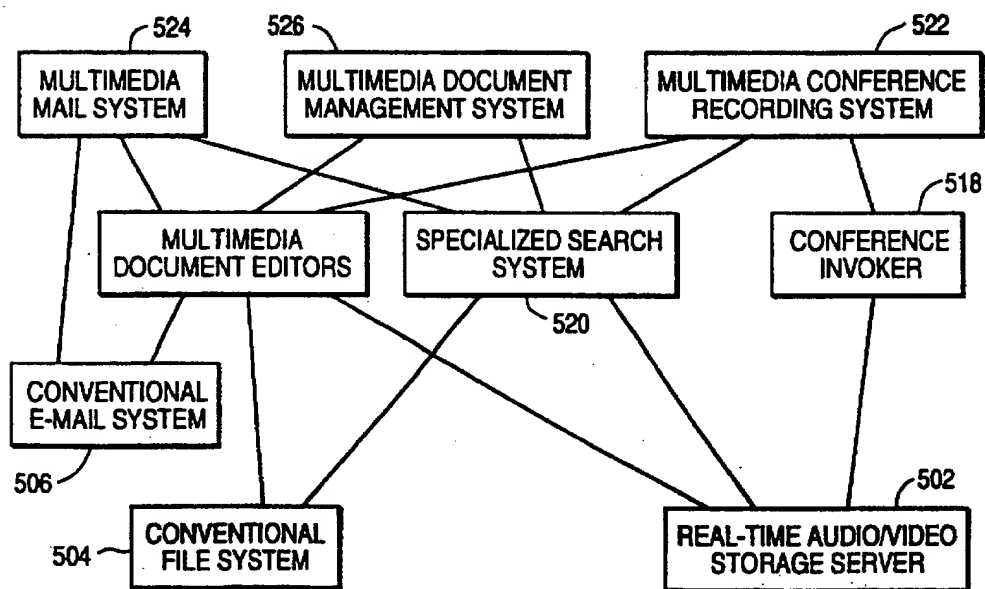 524
526
522
MULTIMEDIA
MAIL SYSTEM
MULTIMEDIA DOCUMENT
MANAGEMENT SYSTEM
MULTIMEDIA CONFERENCE
RECORDING SYSTEM
518
MULTIMEDIA
DOCUMENT EDITORS
SPECIALIZED SEARCH
SYSTEM
CONFERENCE
INVOKER
520
CONVENTIONAL
E-MAIL SYSTEM
506
502
504
CONVENTIONAL
FILE SYSTEM
REAL-TIME AUDIO/VIDEO
STORAGE SERVER